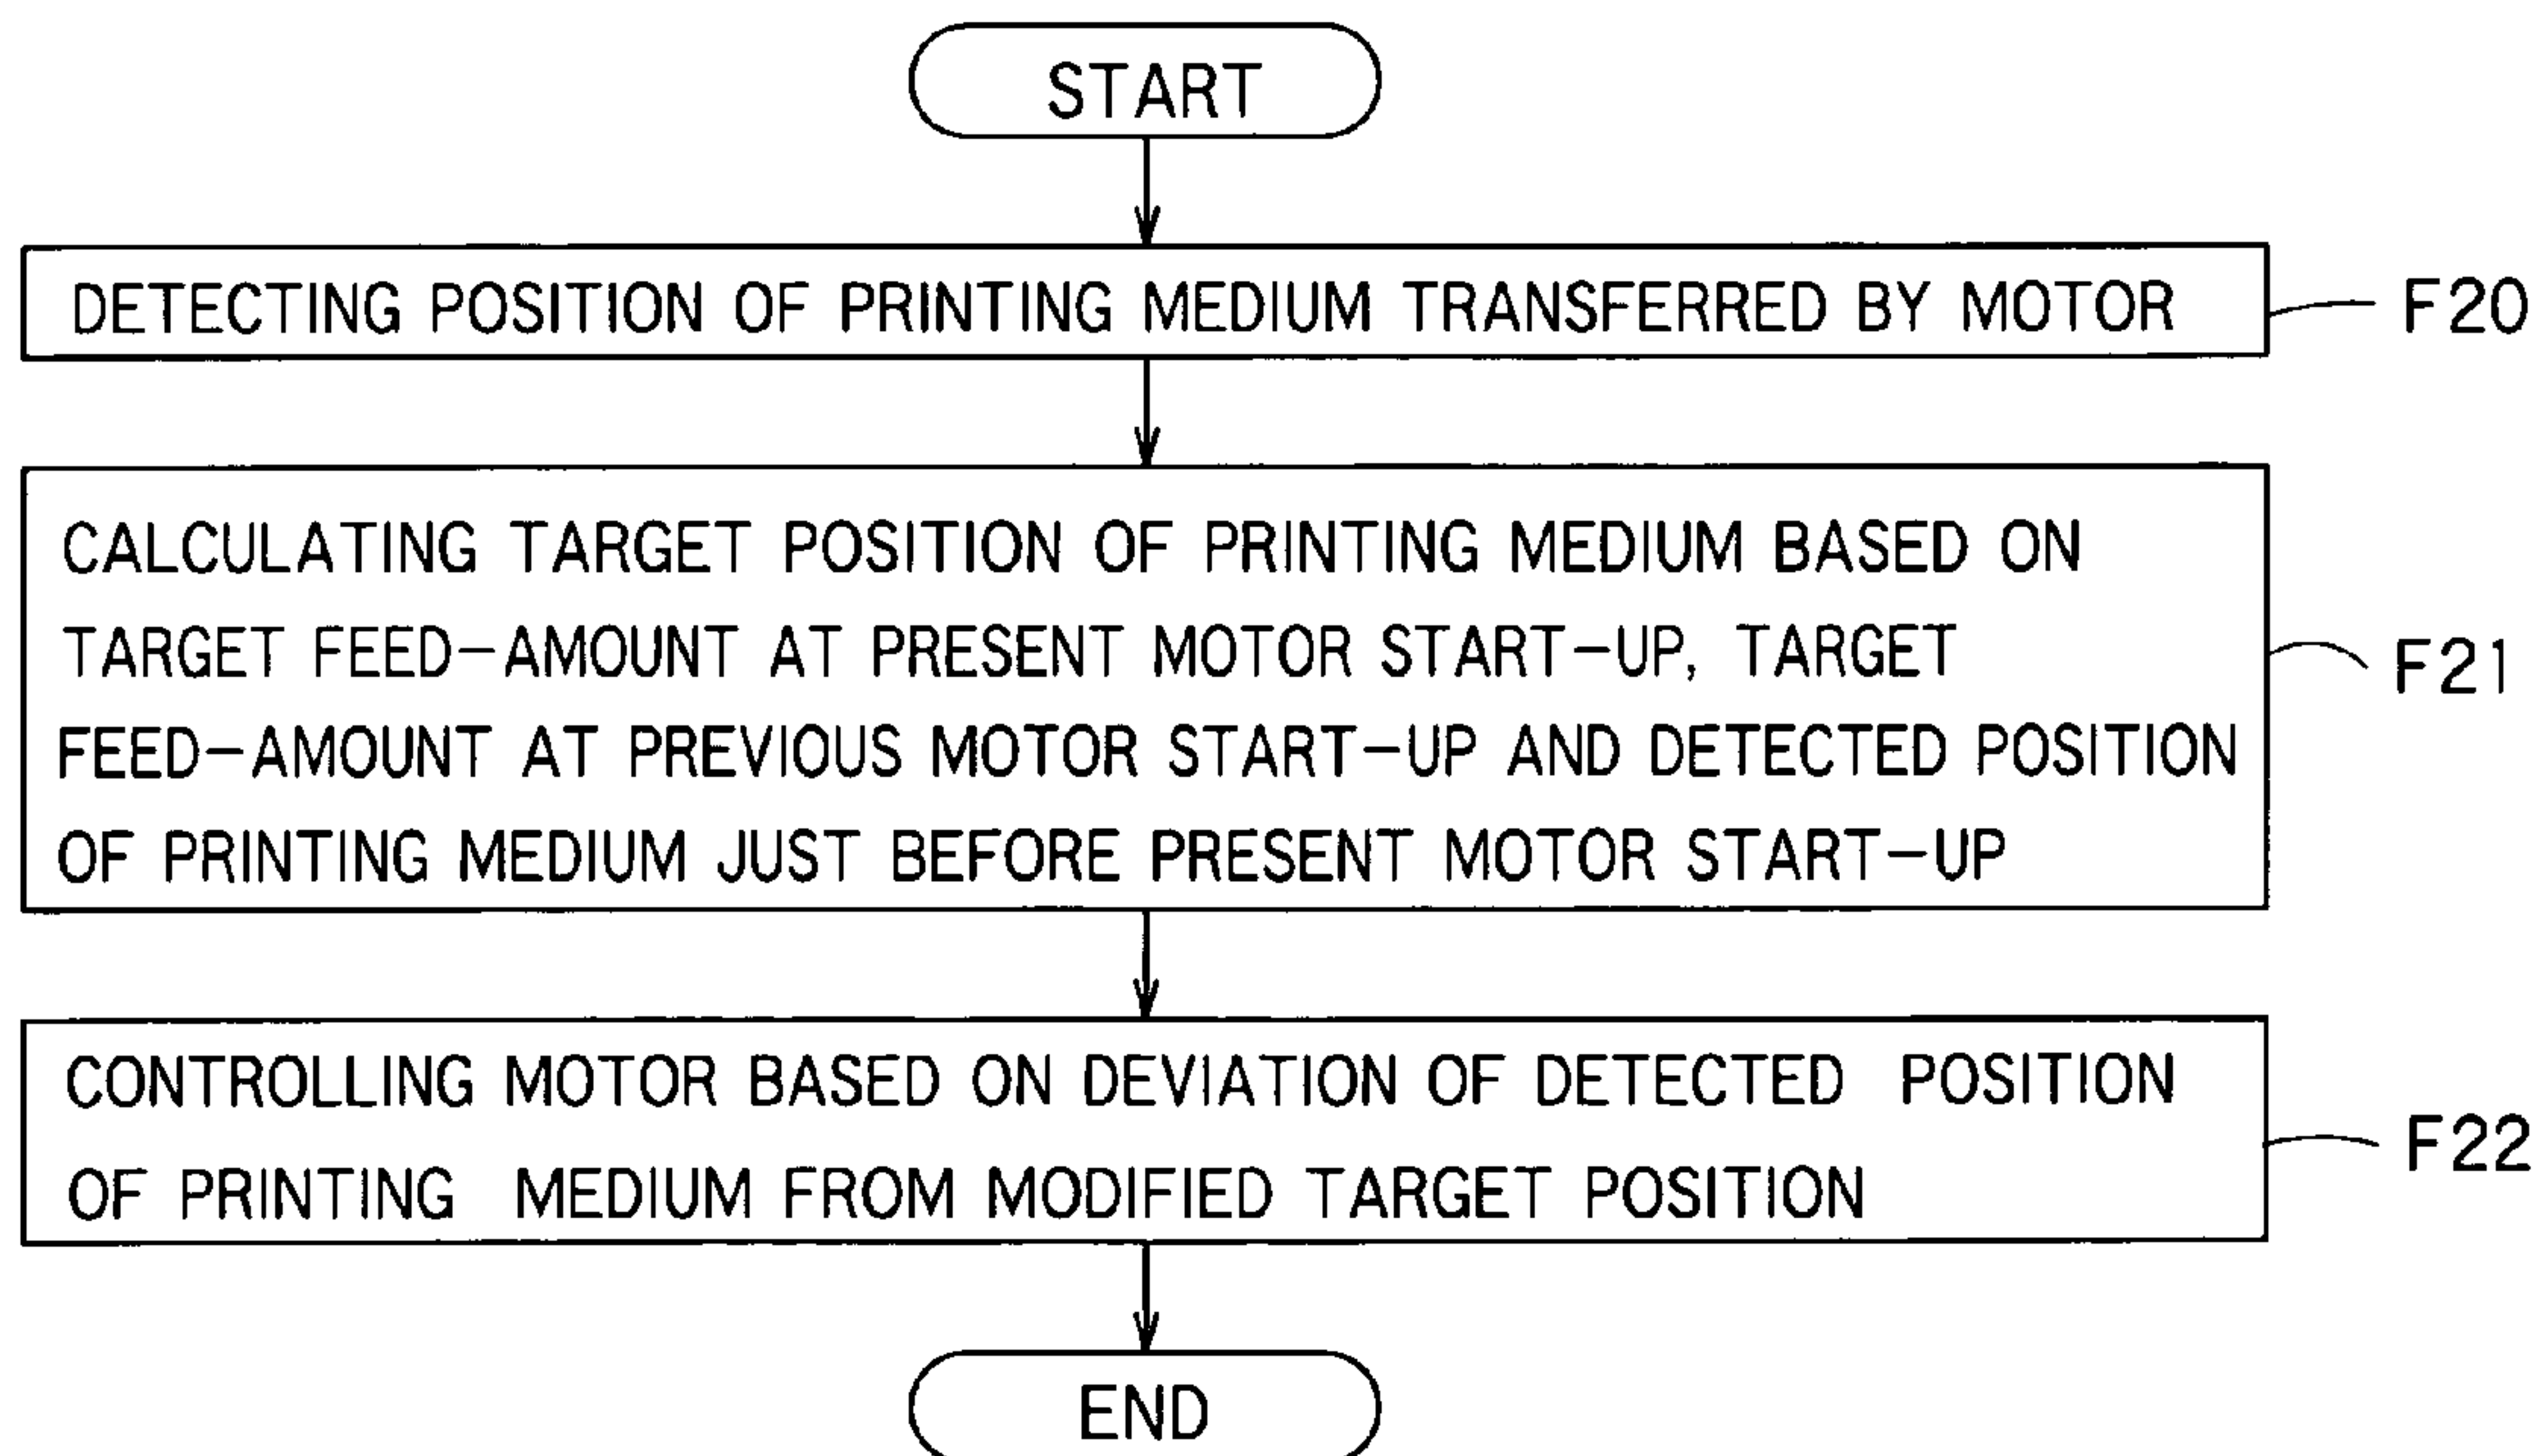 START
DETECTING POSITION OF PRINTING MEDIUM TRANSFERRED BY MOTOR
F20
CALCULATING TARGET POSITION OF PRINTING MEDIUM BASED ON
TARGET FEED-AMOUNT AT PRESENT MOTOR START-UP, TARGET
FEED-AMOUNT AT PREVIOUS MOTOR START-UP AND DETECTED POSITION
OF PRINTING MEDIUM JUST BEFORE PRESENT MOTOR START-UP
F21
CONTROLLING MOTOR BASED ON DEVIATION OF DETECTED POSITION
OF PRINTING MEDIUM FROM MODIFIED TARGET POSITION
F22
END